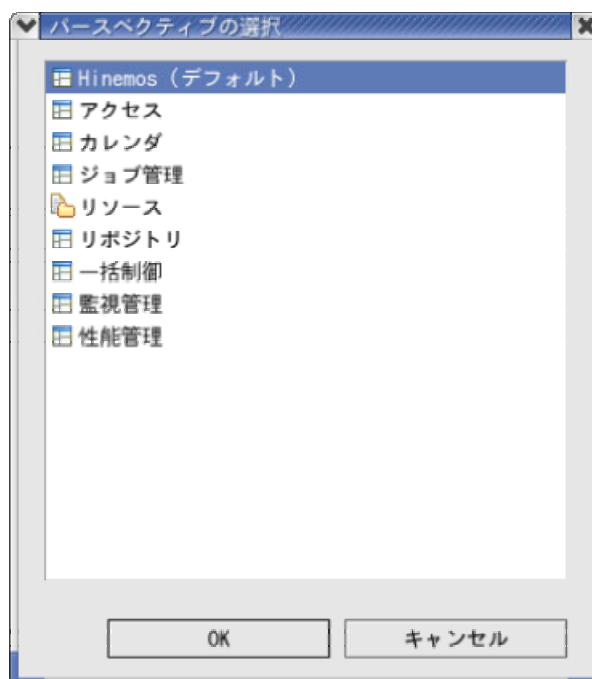 パースペクティブの選択
Hinemos（デフォルト）
アクセス
カレンダ
ジョブ管理
リソース
リポジトリ
一括制御
監視管理
性能管理
OK
キャンセル